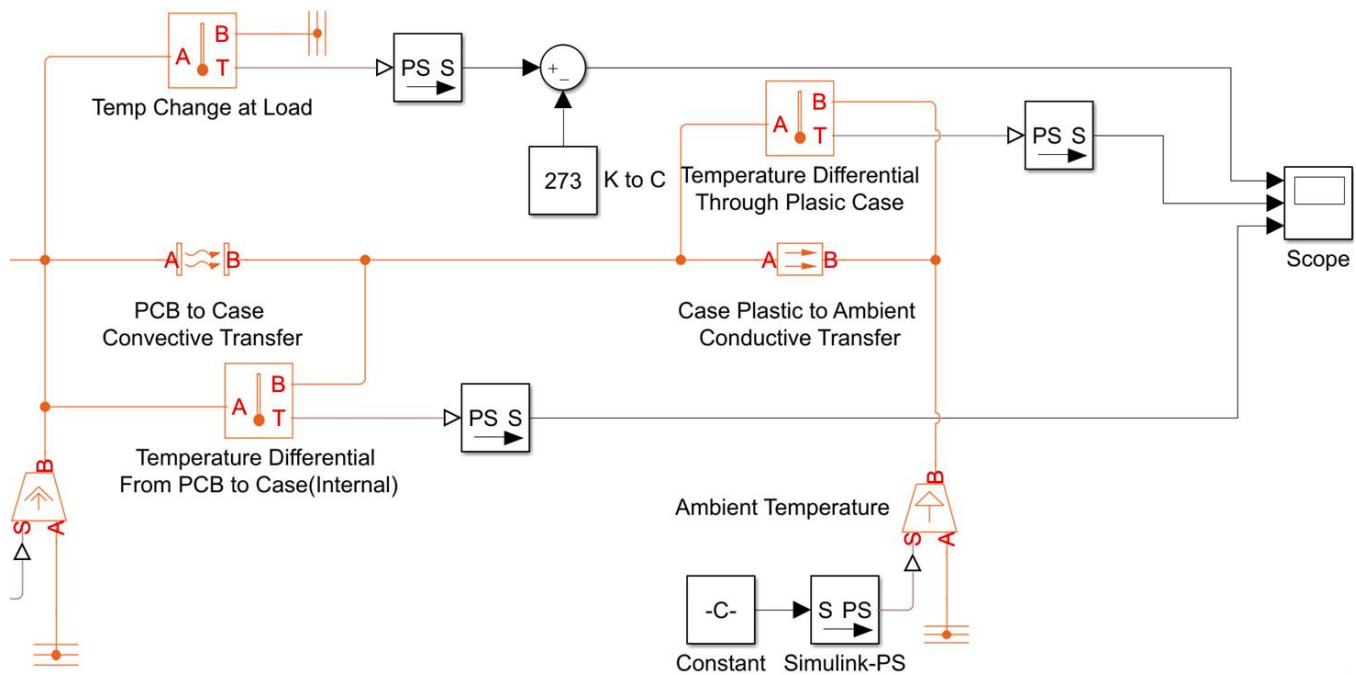 B
A
T
Temp Change at Load
PS S
+
−
273
K to C
B
A
T
Temperature Differential
Through Plasic Case
PS S
Scope
A B
PCB to Case
Convective Transfer
A B
Case Plastic to Ambient
Conductive Transfer
B
A
T
Temperature Differential
From PCB to Case(Internal)
PS S
B
S A
Ambient Temperature
B
S A
-C-
Constant
S PS
Simulink-PS